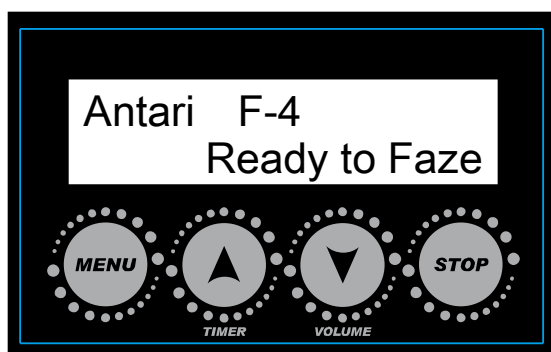 Antari F-4
Ready to Faze
MENU
STOP
TIMER
VOLUME